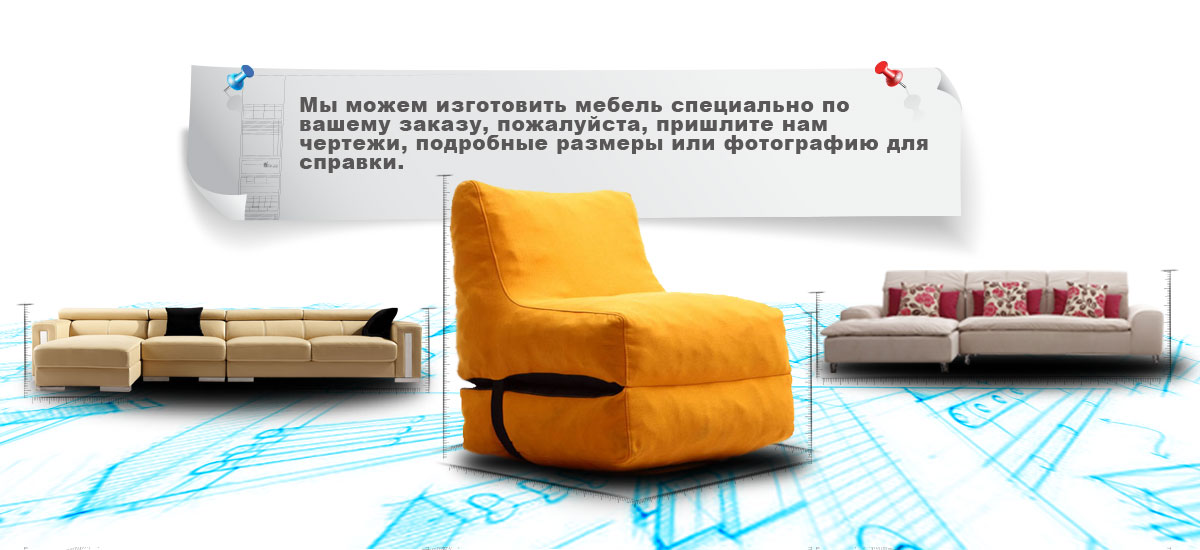 Мы можем изготовить мебель специально по
вашему заказу, пожалуйста, пришлите нам
чертежи, подробные размеры или фотографию для
справки.